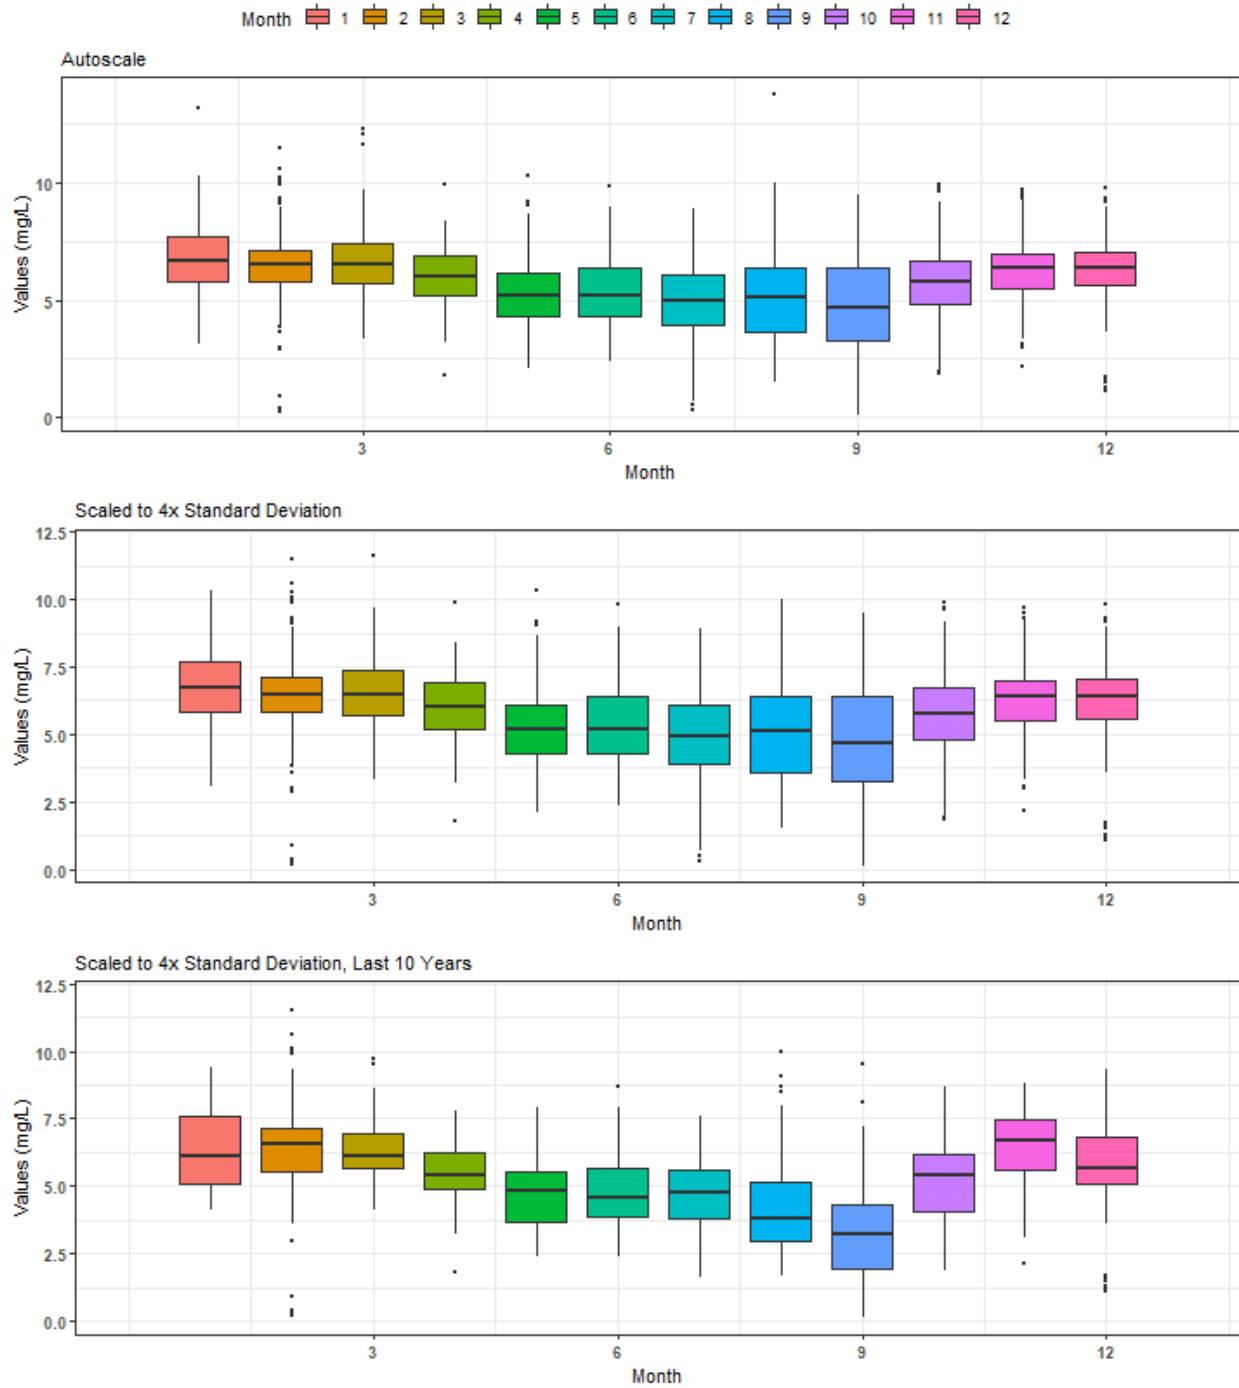 Month 1 2 3 4 5 6 7 8 9 10 11 12
Autoscale
Values (mg/L)
10
5
0
3 6 9 12
Month
Scaled to 4x Standard Deviation
Values (mg/L)
12.5
10.0
7.5
5.0
2.5
0.0
3 6 9 12
Month
Scaled to 4x Standard Deviation, Last 10 Years
Values (mg/L)
12.5
10.0
7.5
5.0
2.5
0.0
3 6 9 12
Month